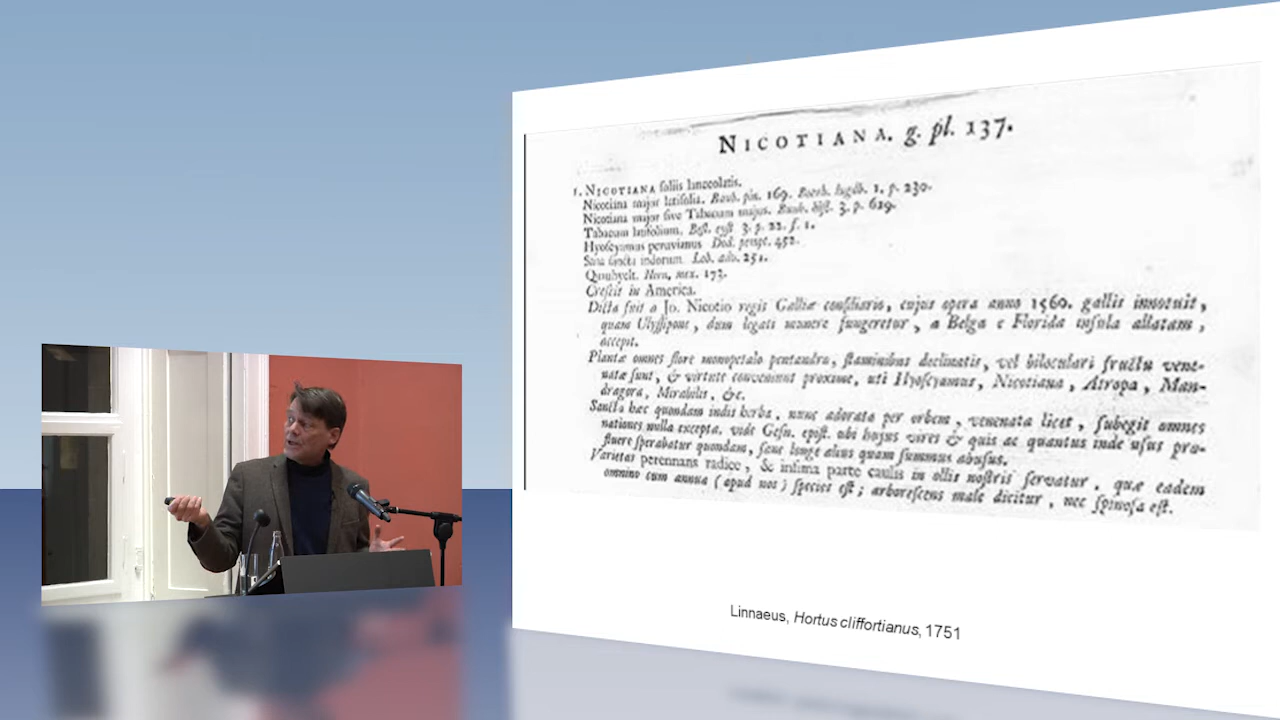 NICOTIANA. g. pl. 137.
1. NICOTIANA foliis lanceolatis.
Nicotiana major latifolia. Bauh. pin. 169. Boerh. lugdb. 1. p. 230.
Nicotiana major sive Tabacum majus. Bauh. hist. 3. p. 629.
Tabacum latifolium. Best. eyst. 3. p. 22. f. 1.
Hyoscyamus peruvianus Dod. pempt. 452.
Sana sancta indorum. Lob. adv. 251.
Hern. mex. 173.
Crescit in America.
Dicta fuit a Jo. Nicotio regis Galliæ consiliario, cujus opera anno 1560. gallis innotuit,
quam Ulyssipone, dum legati munere fungeretur, a Belga e Florida insula allatam,
accepit.
Plantæ omnes flore monopetalo pentandra, staminibus declinatis, vel biloculari fructu vene-
natæ sunt, & virtute conveniunt proxime, uti Hyoscyamus, Nicotiana, Atropa, Man-
dragora, Mirabilis, &c.
Sancta hæc quondam indis herba, nunc adorata per orbem, venenata licet, subegit omnes
nationes nulla excepta. vide Gesn. epist. ubi hujus vires & quis ac quantus inde usus pro-
fluere sperabatur quondam, sane longe alius quam summus abusus.
Varietas perennans radice, & infima parte caulis in ollis nostris servatur, quæ eadem
omnino cum annua (apud nos) species est; arborescens male dicitur, nec spinosa est.
Linnaeus, Hortus cliffortianus, 1751